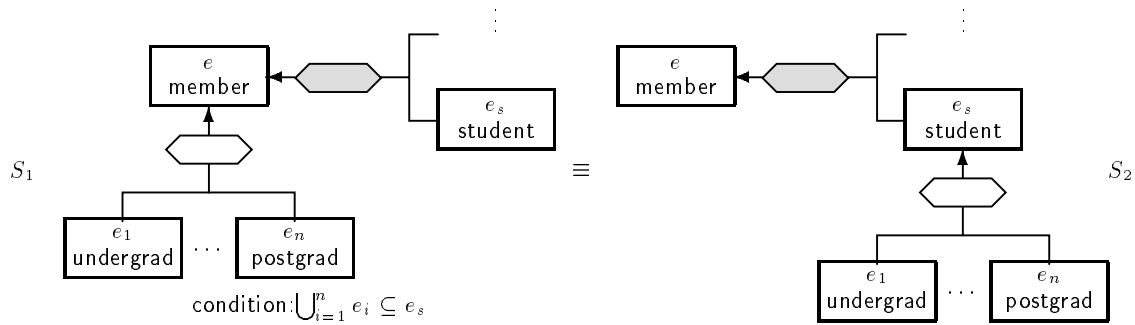 e
member
e_s
student
S_1
e_1
undergrad
. . .
e_n
postgrad
condition: ⋃_{i=1}^{n} e_i ⊆ e_s
≡
e
member
e_s
student
S_2
e_1
undergrad
. . .
e_n
postgrad